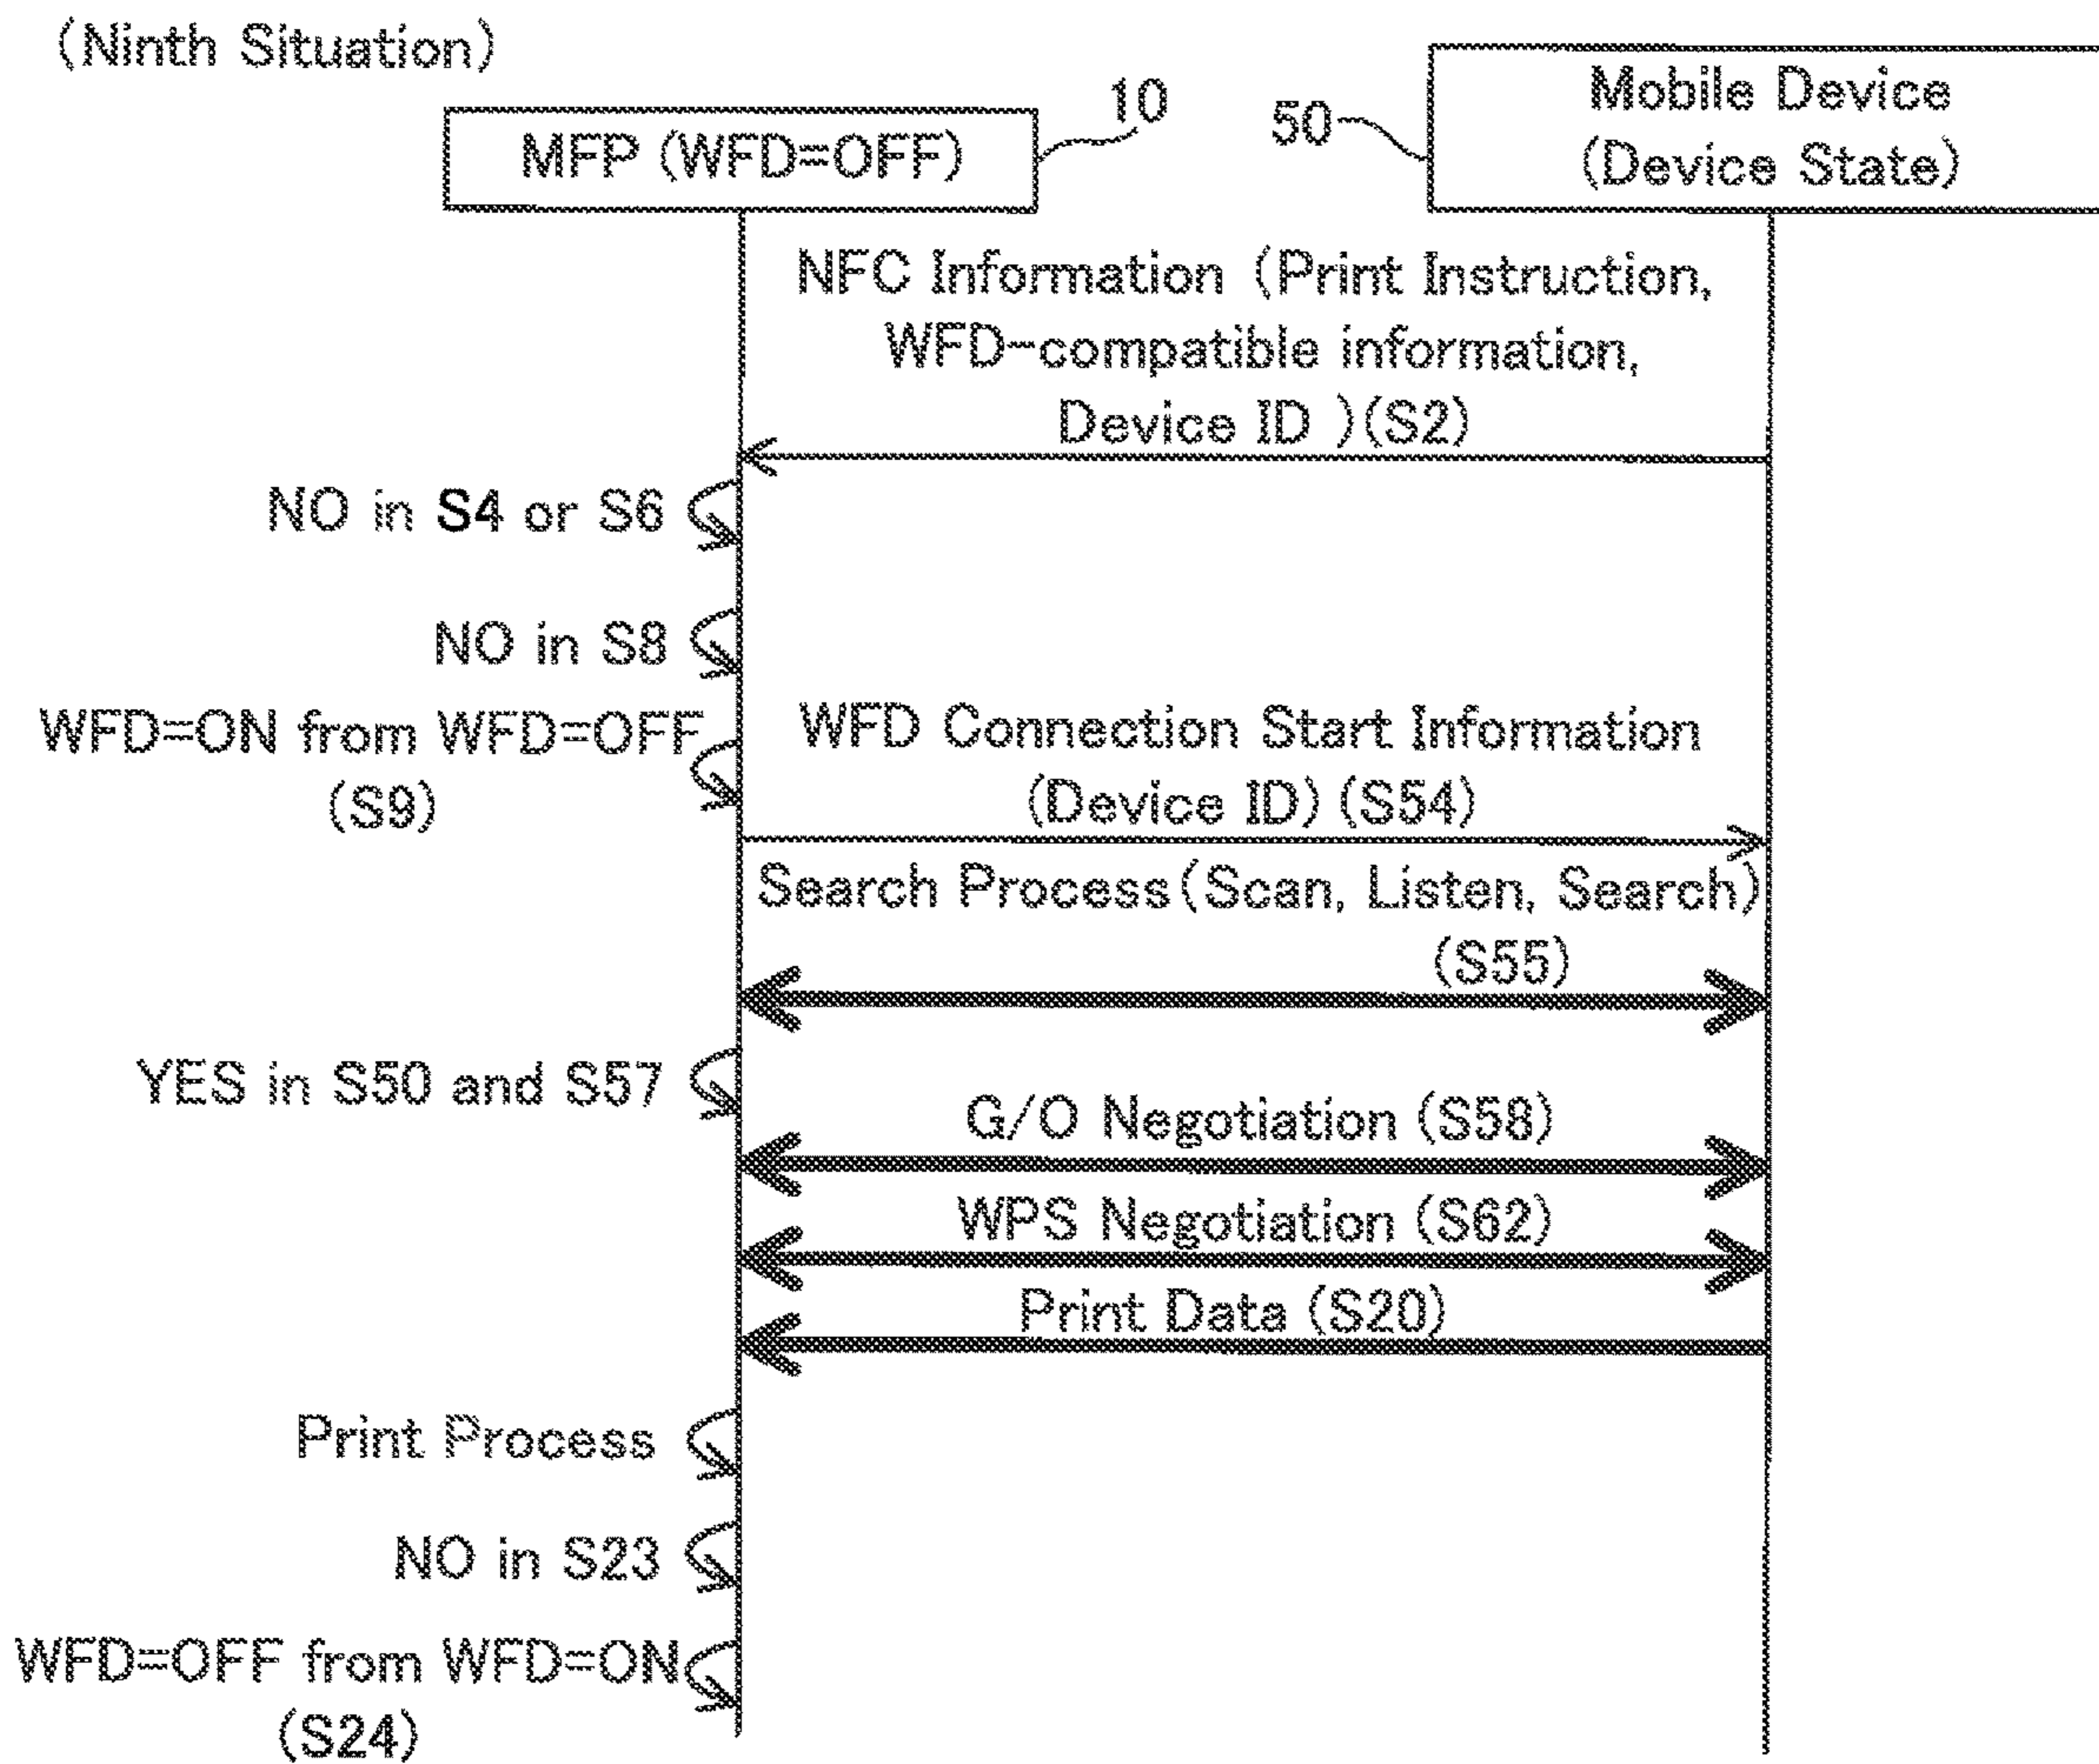 (Ninth Situation)
10
50
Mobile Device
(Device State)
MFP (WFD=OFF)
NFC Information (Print Instruction,
WFD-compatible information,
Device ID )(S2)
NO in S4 or S6
NO in S8
WFD=ON from WFD=OFF
(S9)
WFD Connection Start Information
(Device ID) (S54)
Search Process(Scan, Listen, Search)
(S55)
YES in S50 and S57
G/O Negotiation (S58)
WPS Negotiation (S62)
Print Data (S20)
Print Process
NO in S23
WFD=OFF from WFD=ON
(S24)